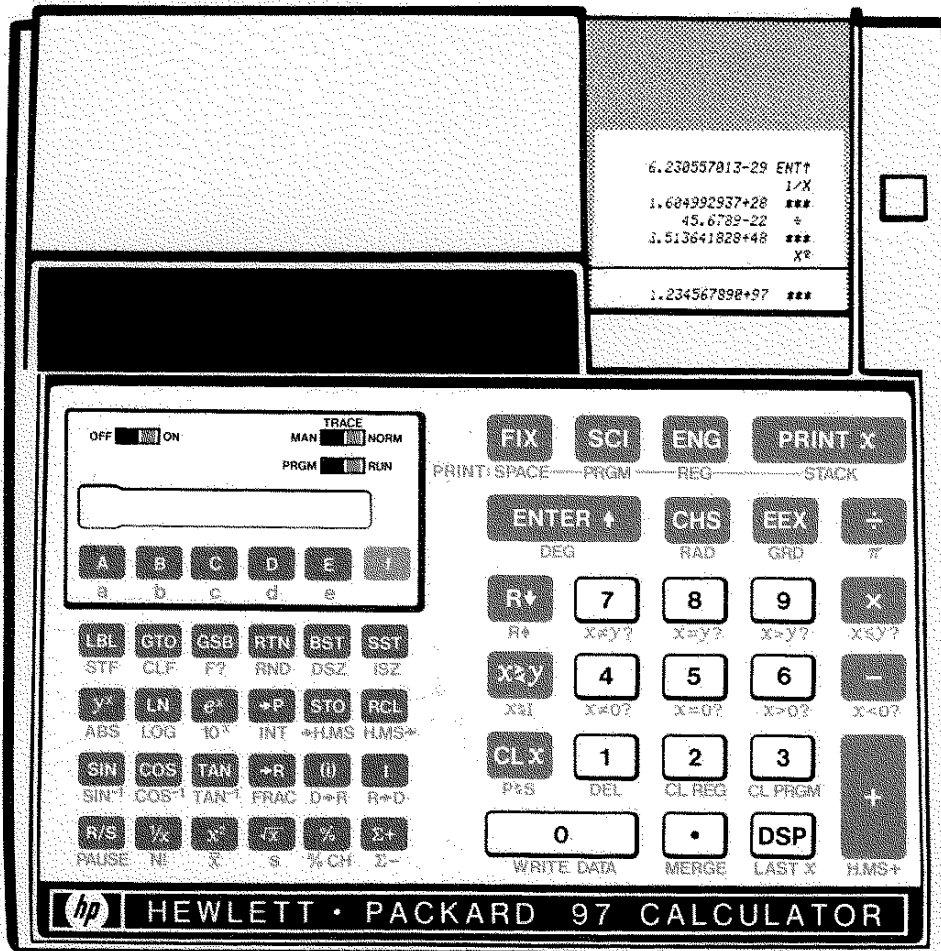 6.230557013-29 ENT↑
1/X
1.604992937+28 ***
45.6789-22 ÷
3.513641828+48 ***
X²
1.234567890+97 ***
OFF ON
TRACE
MAN NORM
PRGM RUN
FIX SCI ENG PRINT x
PRINT: SPACE PRGM REG STACK
ENTER ↑ CHS EEX ÷
DEG RAD GRD π
A B C D E f
a b c d e
R↓ 7 8 9 ×
R↑ x≠y? x=y? x>y? x≤y?
LBL GTO GSB RTN BST SST
STF CLF F? RND DSZ ISZ
x≷y 4 5 6 −
x≷I x≠0? x=0? x>0? x<0?
yˣ LN eˣ →P STO RCL
ABS LOG 10ˣ INT →H.MS H.MS→
CL x 1 2 3 +
P≷S DEL CL REG CL PRGM
SIN COS TAN →R (i) I
SIN⁻¹ COS⁻¹ TAN⁻¹ FRAC D→R R→D
R/S 1/x x² √x % Σ+
PAUSE N! x̄ s % CH Σ−
0 • DSP
WRITE DATA MERGE LAST X H.MS+
hp HEWLETT • PACKARD 97 CALCULATOR